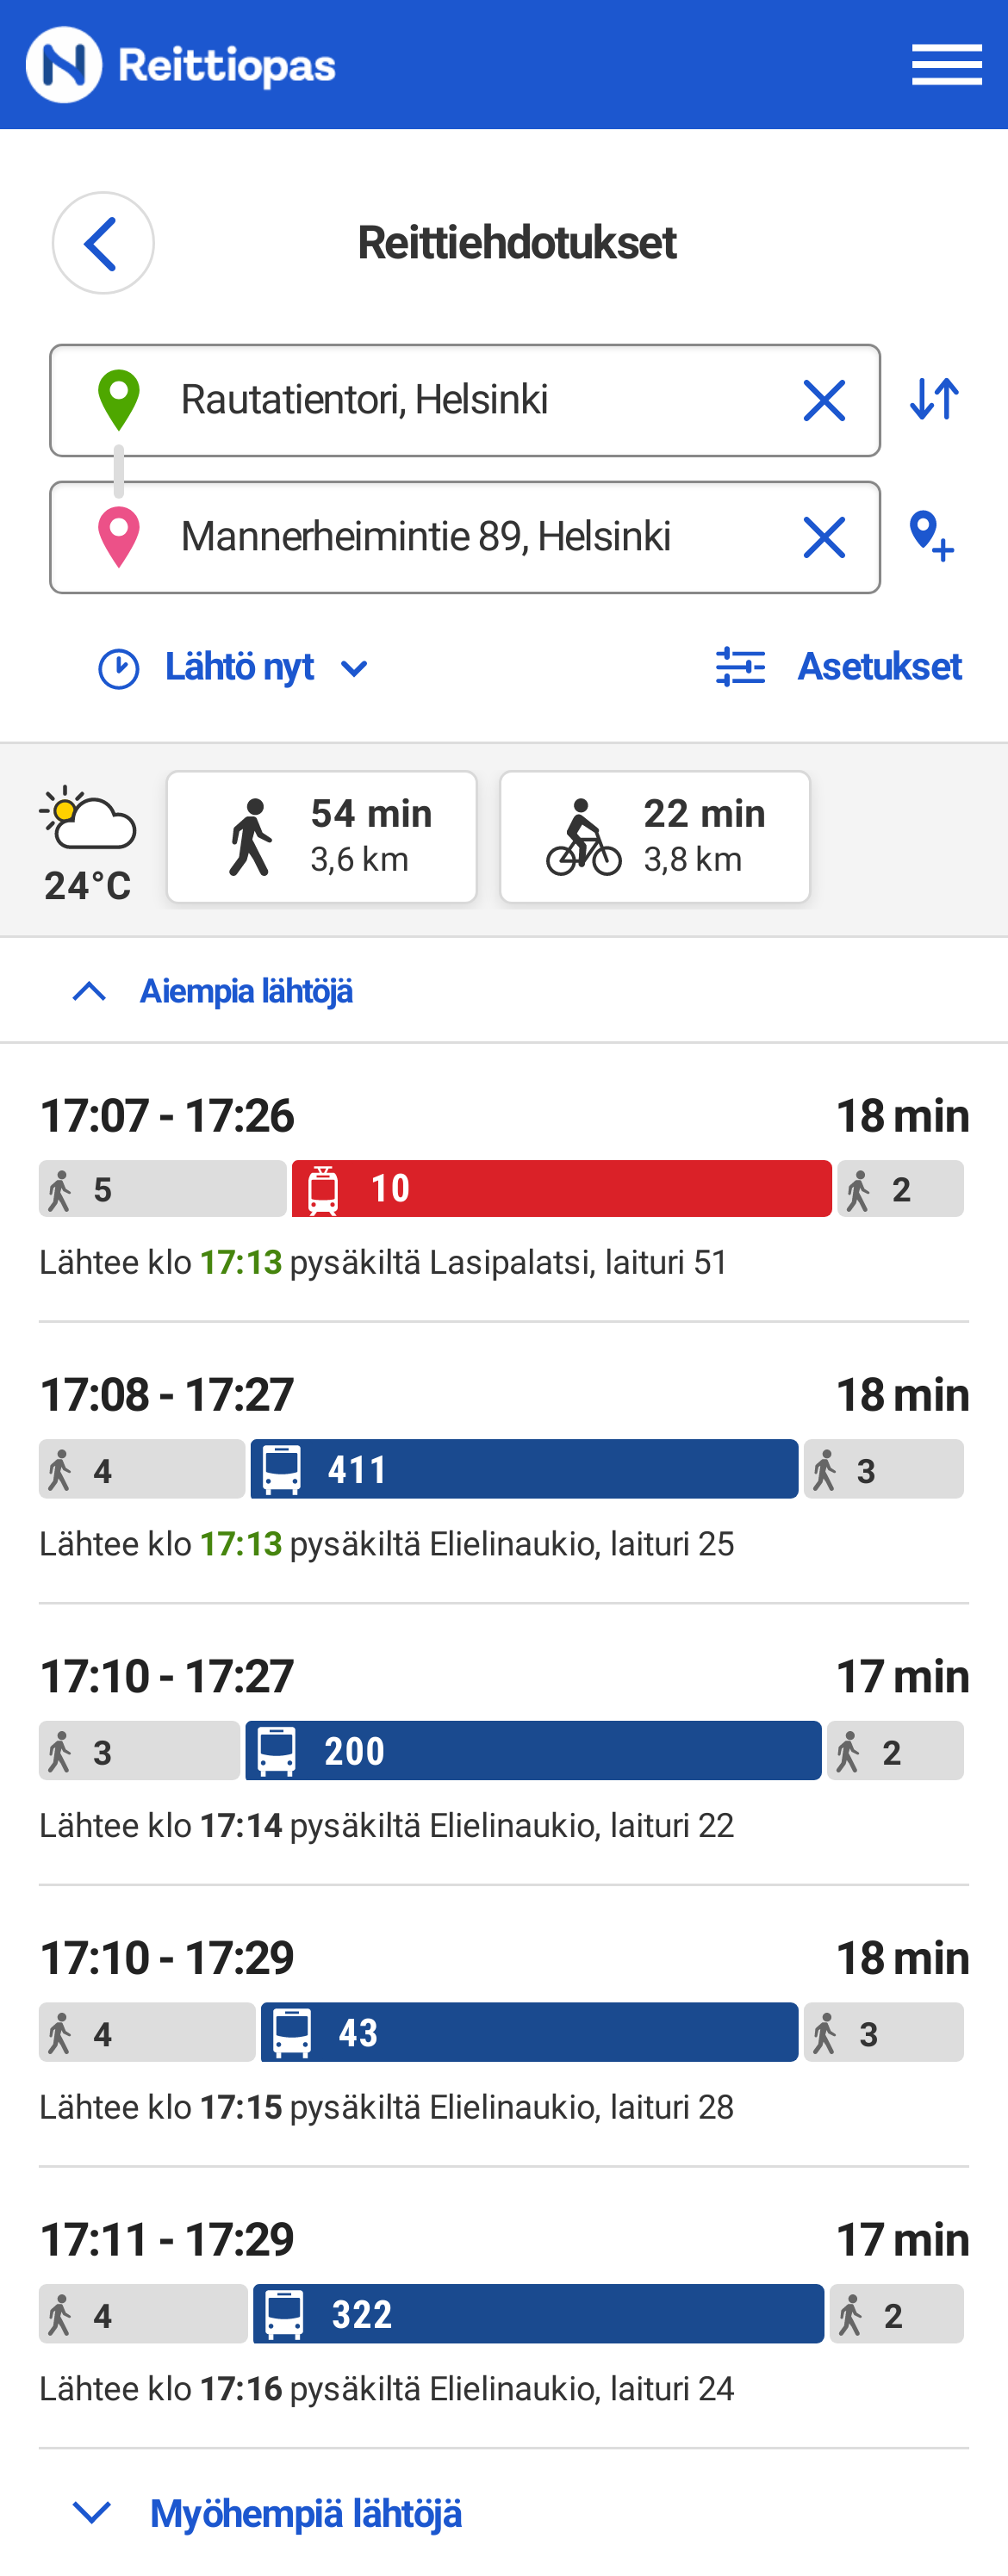 Reittiopas
Reittiehdotukset
Rautatientori, Helsinki
Mannerheimintie 89, Helsinki
Lähtö nyt Asetukset
24°C
54 min
3,6 km
22 min
3,8 km
Aiempia lähtöjä
17:07 - 17:26 18 min
5 10 2
Lähtee klo 17:13 pysäkiltä Lasipalatsi, laituri 51
17:08 - 17:27 18 min
4 411 3
Lähtee klo 17:13 pysäkiltä Elielinaukio, laituri 25
17:10 - 17:27 17 min
3 200 2
Lähtee klo 17:14 pysäkiltä Elielinaukio, laituri 22
17:10 - 17:29 18 min
4 43 3
Lähtee klo 17:15 pysäkiltä Elielinaukio, laituri 28
17:11 - 17:29 17 min
4 322 2
Lähtee klo 17:16 pysäkiltä Elielinaukio, laituri 24
Myöhempiä lähtöjä